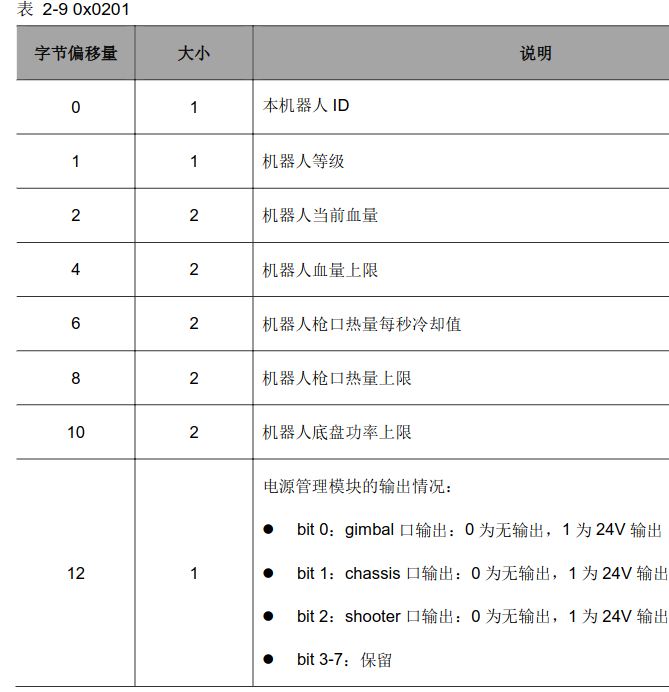 表 2-9 0x0201
字节偏移量 大小 说明
0 1 本机器人 ID
1 1 机器人等级
2 2 机器人当前血量
4 2 机器人血量上限
6 2 机器人枪口热量每秒冷却值
8 2 机器人枪口热量上限
10 2 机器人底盘功率上限
12 1 电源管理模块的输出情况：
● bit 0：gimbal 口输出：0 为无输出，1 为 24V 输出
● bit 1：chassis 口输出：0 为无输出，1 为 24V 输出
● bit 2：shooter 口输出：0 为无输出，1 为 24V 输出
● bit 3-7：保留